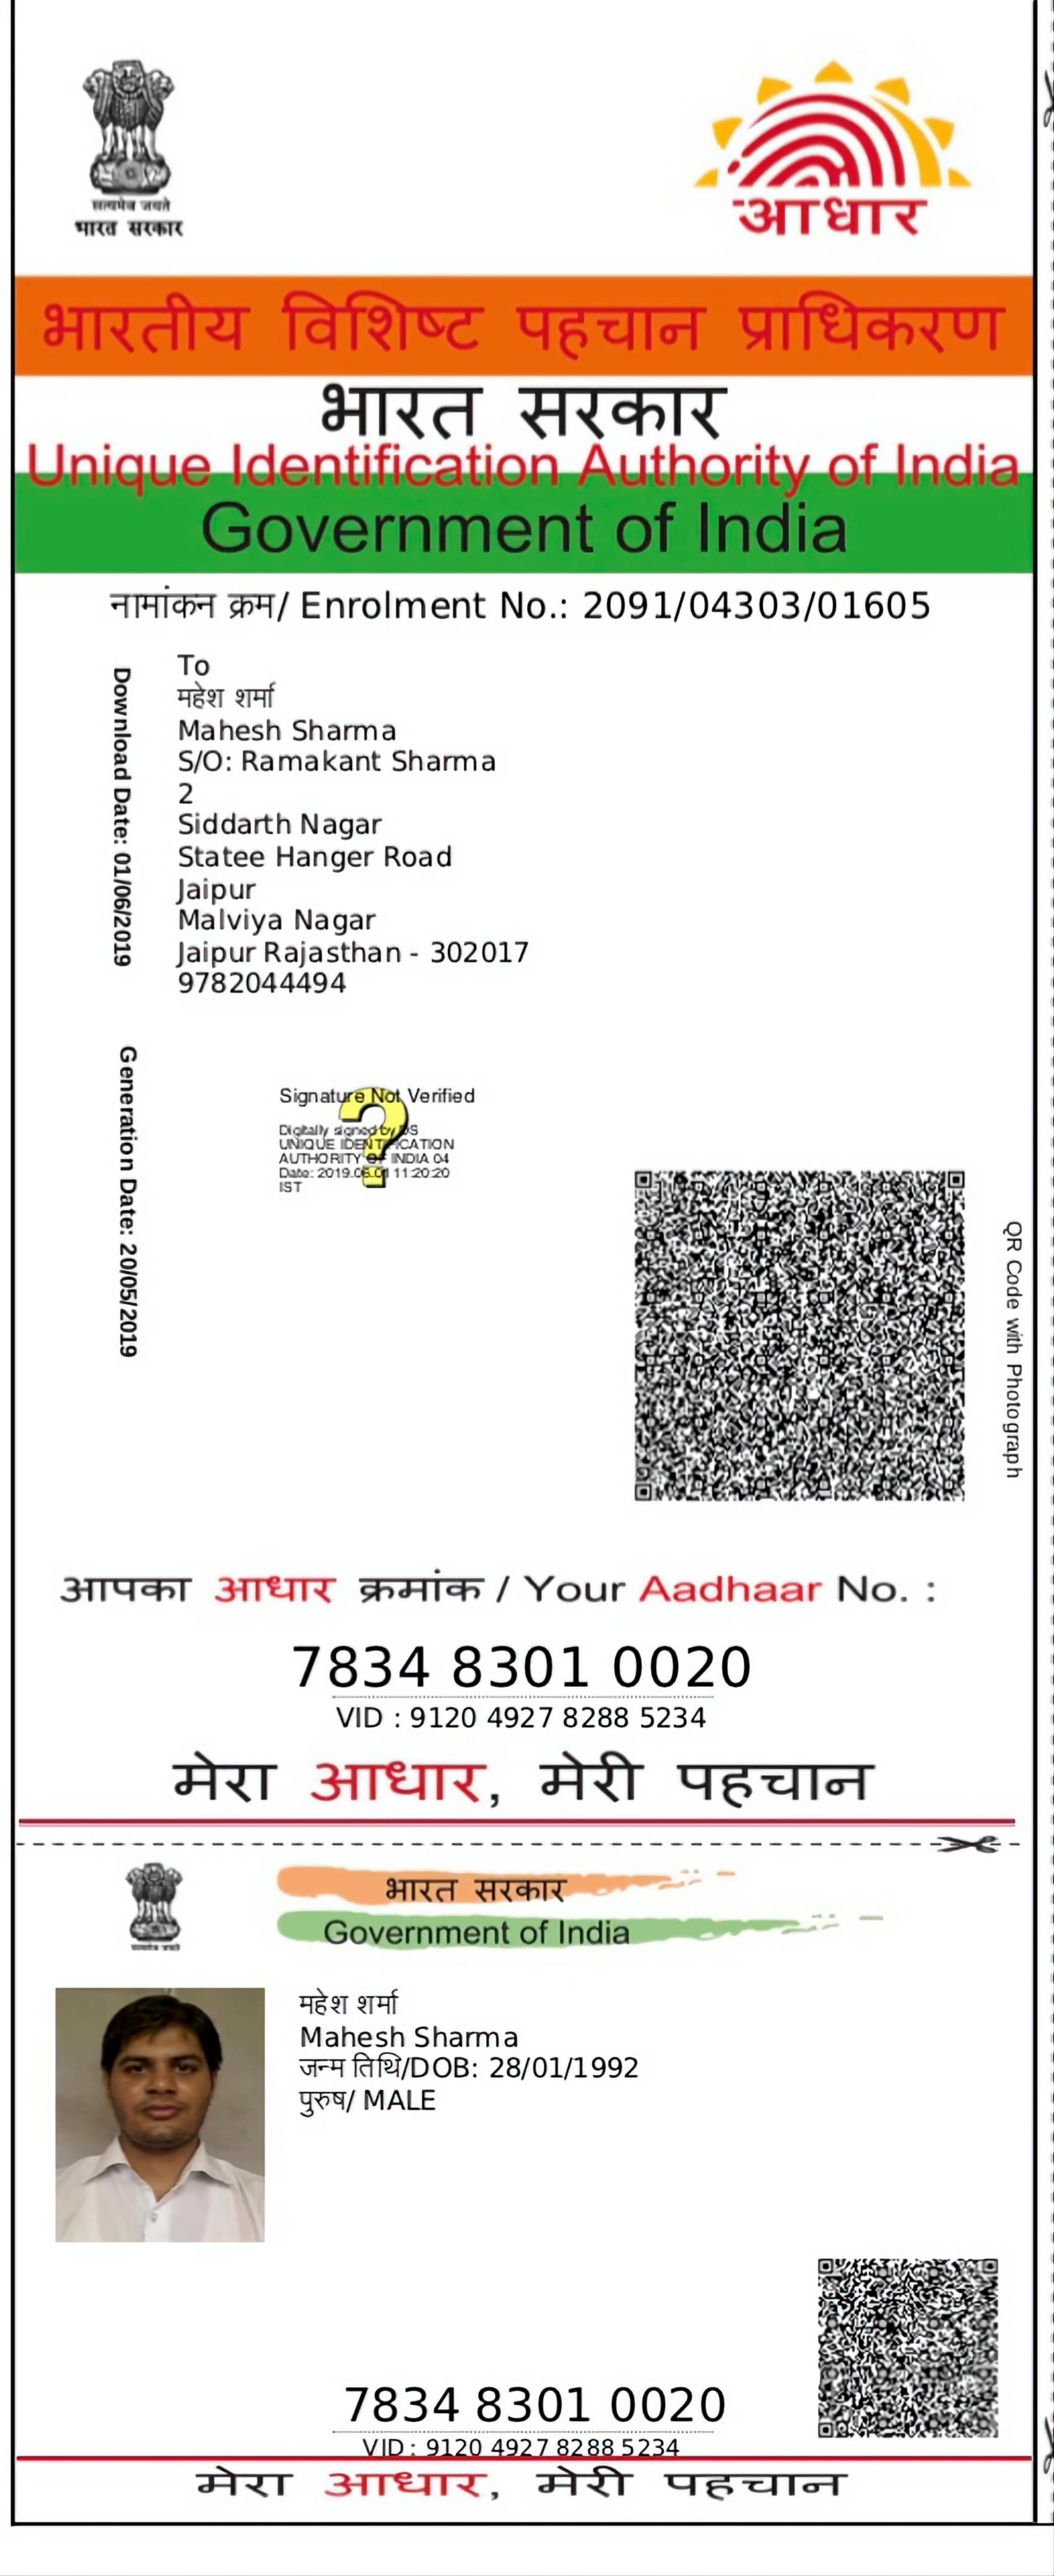 सत्यमेव जयते
भारत सरकार
आधार
भारतीय विशिष्ट पहचान प्राधिकरण
भारत सरकार
Unique Identification Authority of India
Government of India
नामांकन क्रम/ Enrolment No.: 2091/04303/01605
To
महेश शर्मा
Mahesh Sharma
S/O: Ramakant Sharma
2
Siddarth Nagar
Statee Hanger Road
Jaipur
Malviya Nagar
Jaipur Rajasthan - 302017
9782044494
Download Date: 01/06/2019
Generation Date: 20/05/2019
Signature Not Verified
Digitally signed by DS
UNIQUE IDENTIFICATION
AUTHORITY OF INDIA 04
Date: 2019.06.01 11:20:20
IST
QR Code with Photograph
आपका आधार क्रमांक / Your Aadhaar No. :
7834 8301 0020
VID : 9120 4927 8288 5234
मेरा आधार, मेरी पहचान
भारत सरकार
Government of India
सत्यमेव जयते
महेश शर्मा
Mahesh Sharma
जन्म तिथि/DOB: 28/01/1992
पुरुष/ MALE
7834 8301 0020
VID : 9120 4927 8288 5234
मेरा आधार, मेरी पहचान